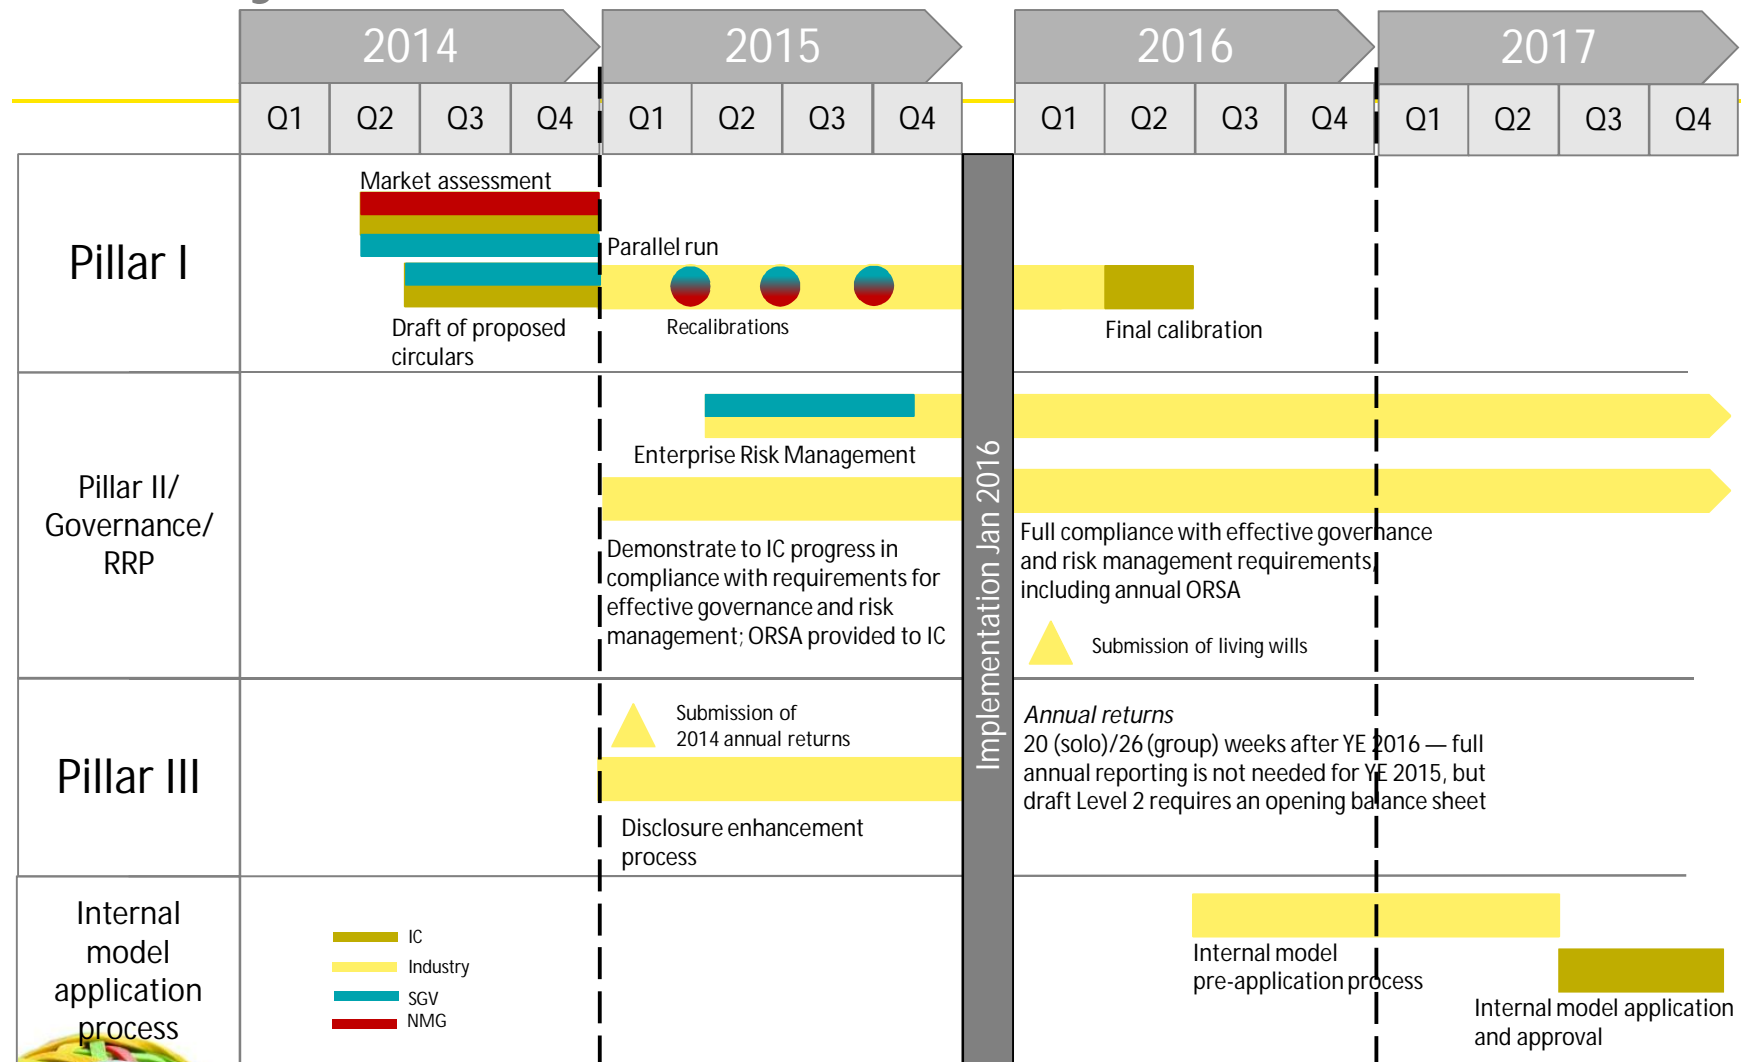 2014
2015
2016
2017
Q1 Q2 Q3 Q4 Q1 Q2 Q3 Q4 Q1 Q2 Q3 Q4 Q1 Q2 Q3 Q4
Pillar I
Market assessment
Parallel run
Draft of proposed
circulars
Recalibrations
Final calibration
Implementation Jan 2016
Pillar II/
Governance/
RRP
Enterprise Risk Management
Demonstrate to IC progress in
compliance with requirements for
effective governance and risk
management; ORSA provided to IC
Full compliance with effective governance
and risk management requirements,
including annual ORSA
Submission of living wills
Pillar III
Submission of
2014 annual returns
Disclosure enhancement
process
Annual returns
20 (solo)/26 (group) weeks after YE 2016 — full
annual reporting is not needed for YE 2015, but
draft Level 2 requires an opening balance sheet
Internal
model
application
process
IC
Industry
SGV
NMG
Internal model
pre-application process
Internal model application
and approval